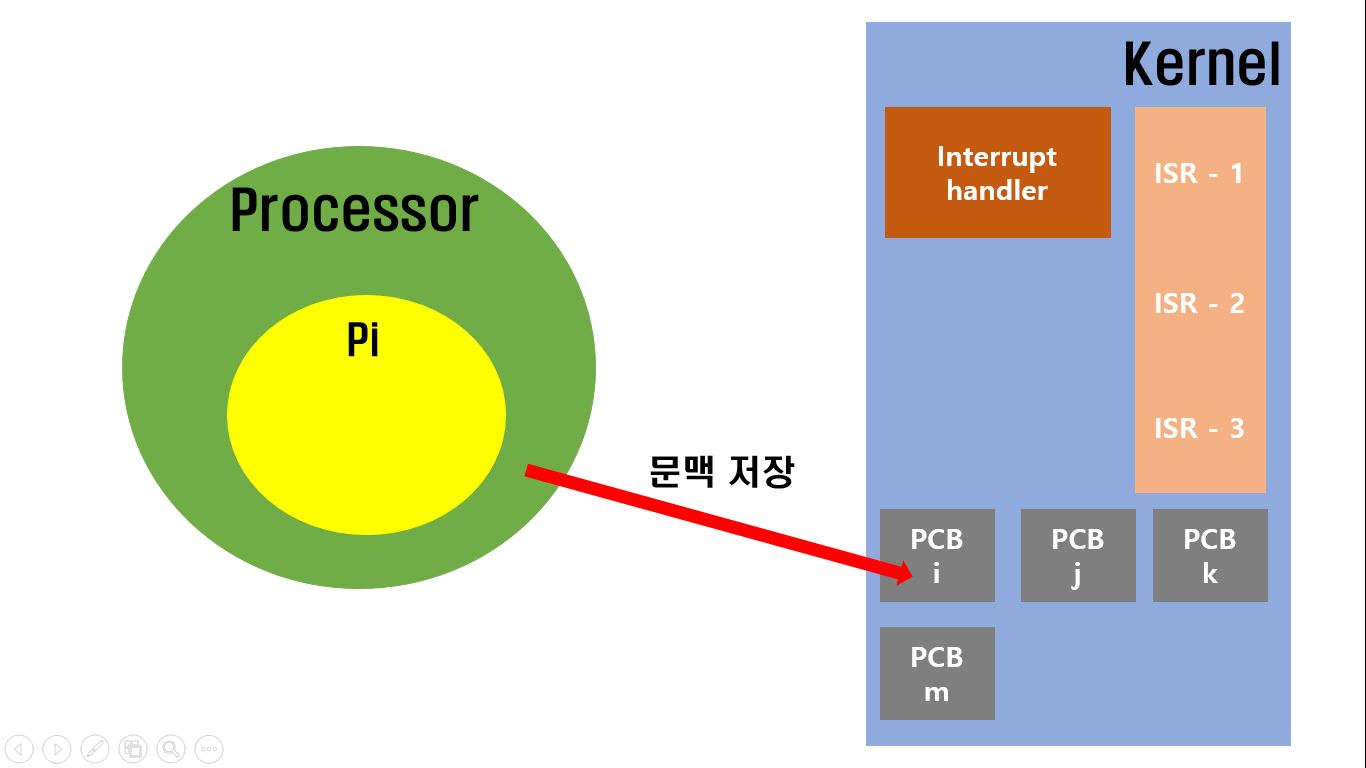 Kernel
Interrupt
handler
ISR - 1
Processor
ISR - 2
Pi
ISR - 3
문맥 저장
PCB
i
PCB
j
PCB
k
PCB
m